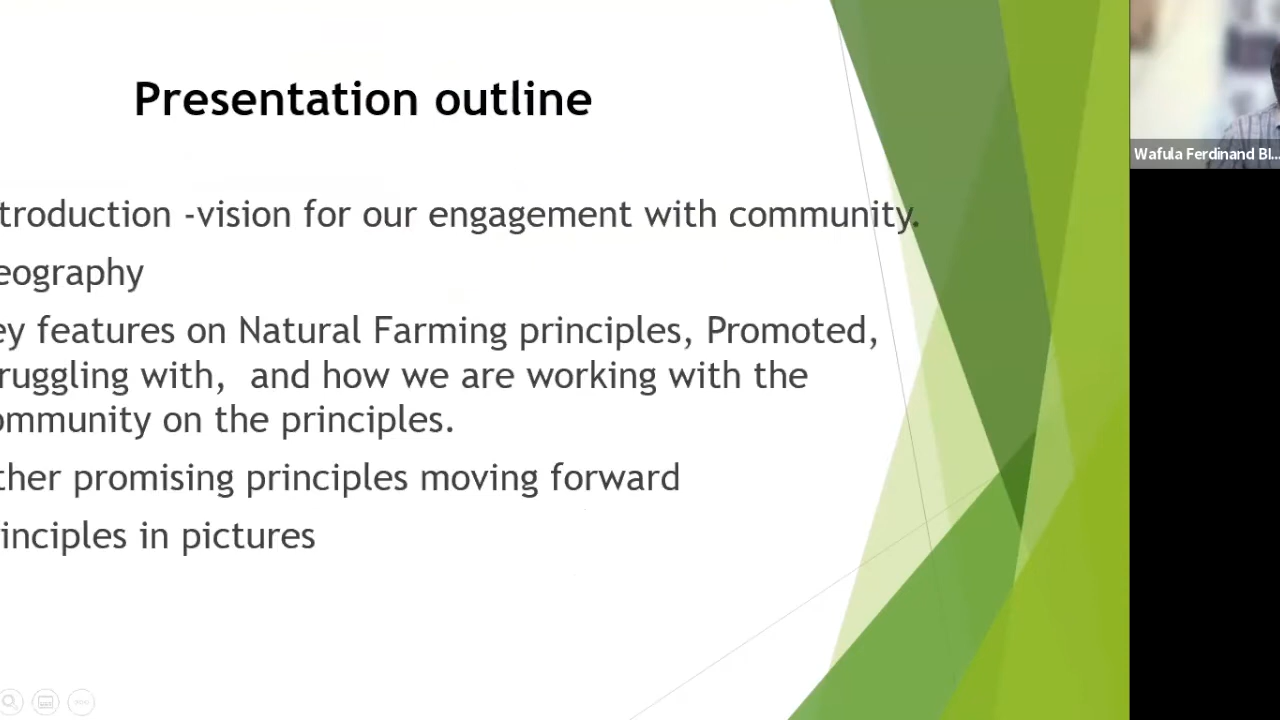 Presentation outline
troduction -vision for our engagement with community.
eography
ey features on Natural Farming principles, Promoted,
ruggling with, and how we are working with the
ommunity on the principles.
ther promising principles moving forward
inciples in pictures
Wafula Ferdinand BI...